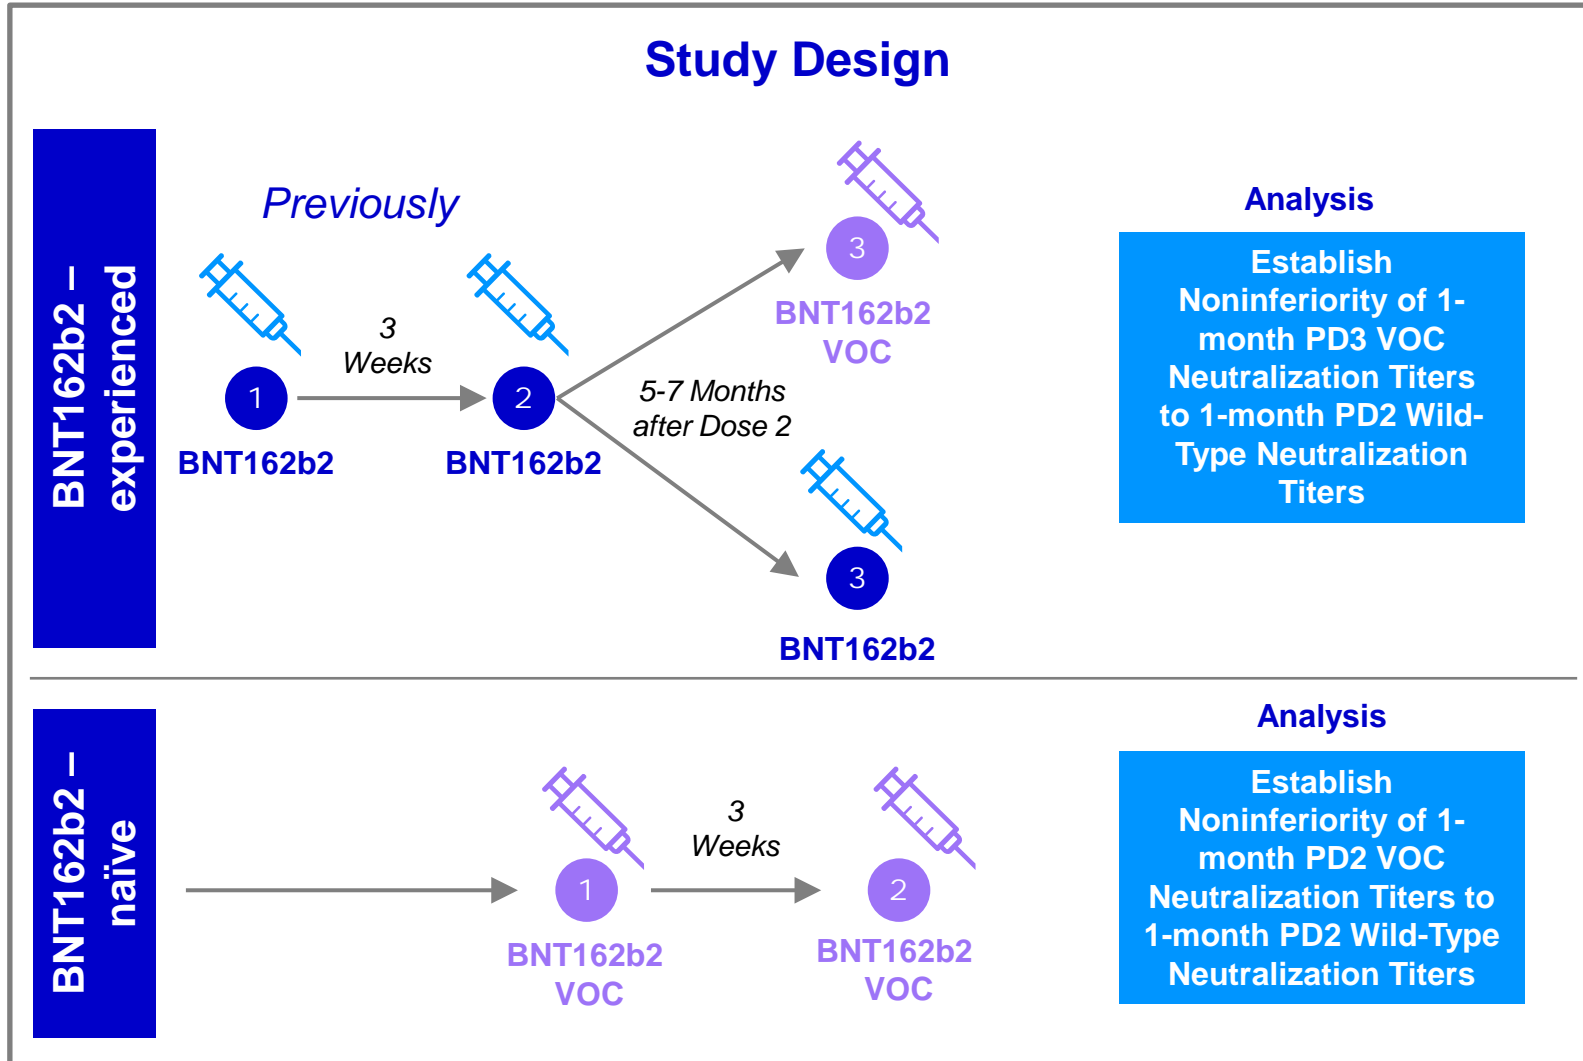 Study Design
BNT162b2 –
experienced
Previously
1
BNT162b2
3
Weeks
2
BNT162b2
3
BNT162b2
VOC
5-7 Months
after Dose 2
3
BNT162b2
Analysis
Establish
Noninferiority of 1-
month PD3 VOC
Neutralization Titers
to 1-month PD2 Wild-
Type Neutralization
Titers
BNT162b2 –
naïve
1
BNT162b2
VOC
3
Weeks
2
BNT162b2
VOC
Analysis
Establish
Noninferiority of 1-
month PD2 VOC
Neutralization Titers to
1-month PD2 Wild-Type
Neutralization Titers